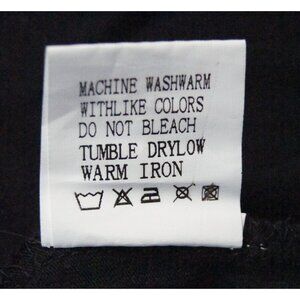 MACHINE WASHWARM
WITHLIKE COLORS
DO NOT BLEACH
TUMBLE DRYLOW
WARM IRON